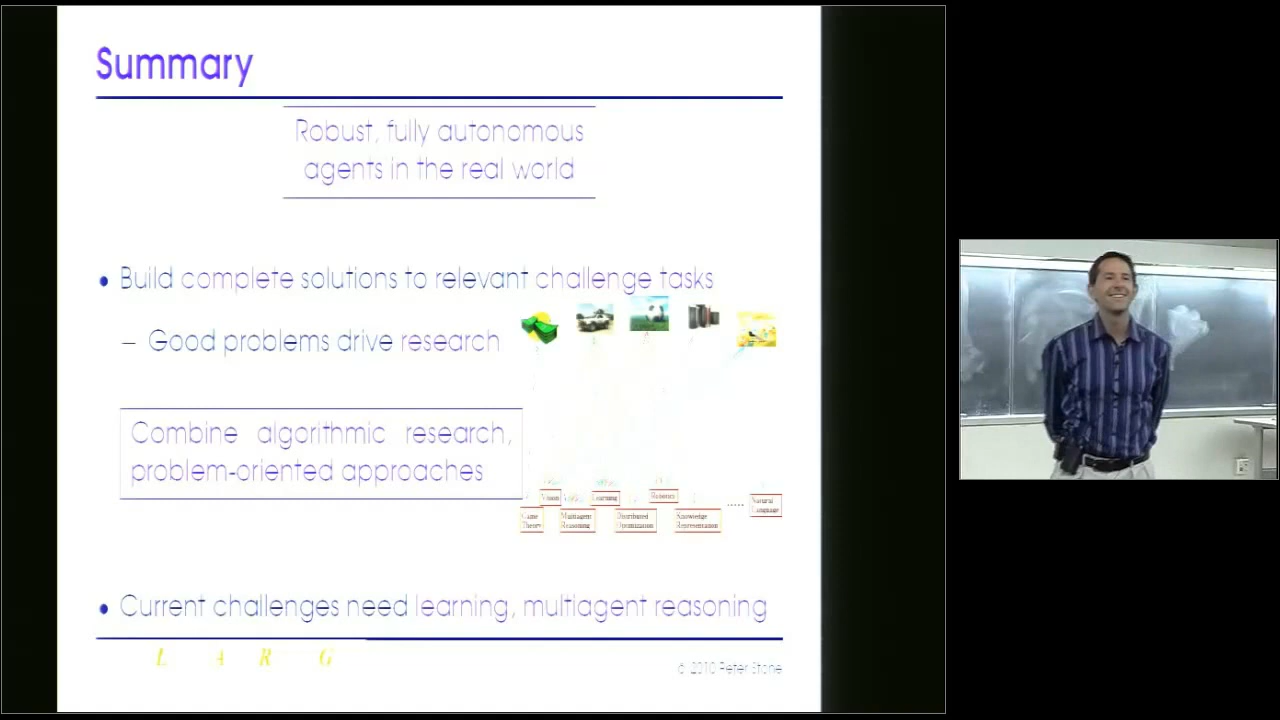 Summary
Robust, fully autonomous
agents in the real world
• Build complete solutions to relevant challenge tasks
– Good problems drive research
Combine algorithmic research,
problem-oriented approaches
Vision
Learning
Robotics
.....
Natural
Language
Game
Theory
Multiagent
Reasoning
Distributed
Optimization
Knowledge
Representation
• Current challenges need learning, multiagent reasoning
L A R G
© 2010 Peter Stone